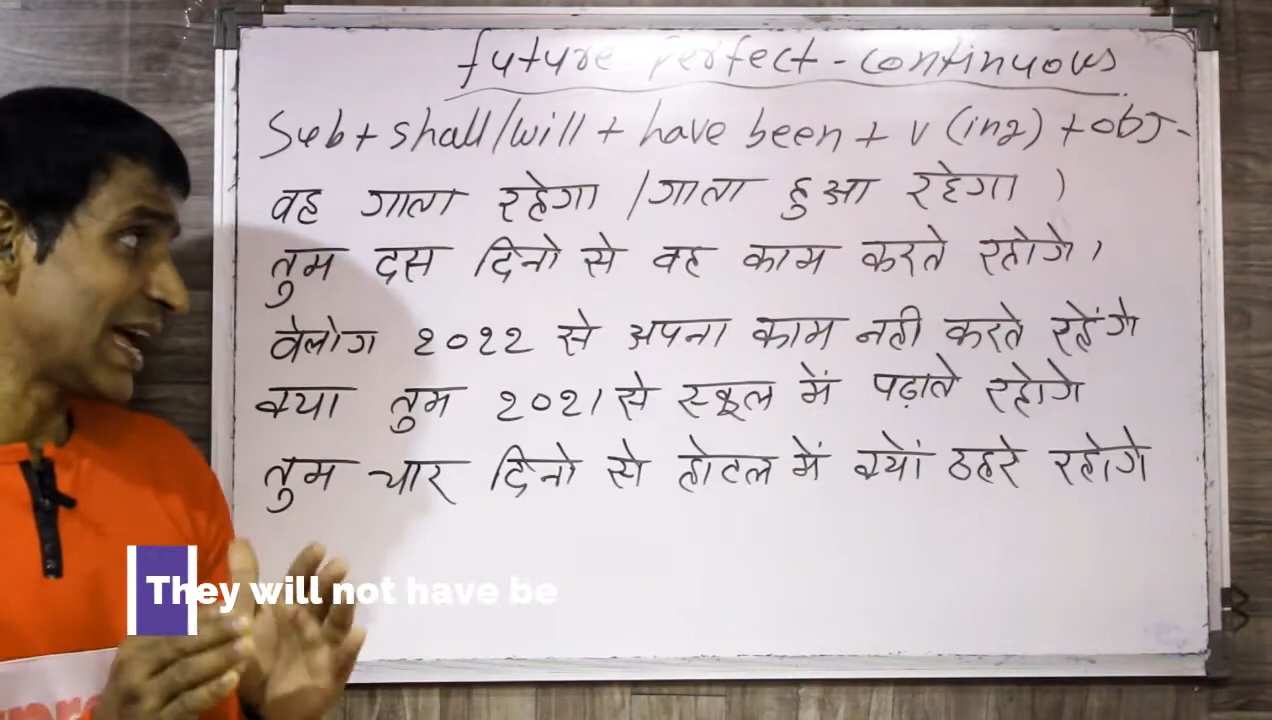 future perfect-continuous
Sub + shall/will + have been + v (ing) + obj-
वह गाता रहेगा / गाता हुआ रहेगा ।
तुम दस दिनो से वह काम करते रहोगे ।
वेलोग २०२२ से अपना काम नही करते रहेंगे
क्या तुम २०२१ से स्कूल में पढ़ाते रहोगे
तुम चार दिनो से होटल में क्यों ठहरे रहोगे
They will not have be